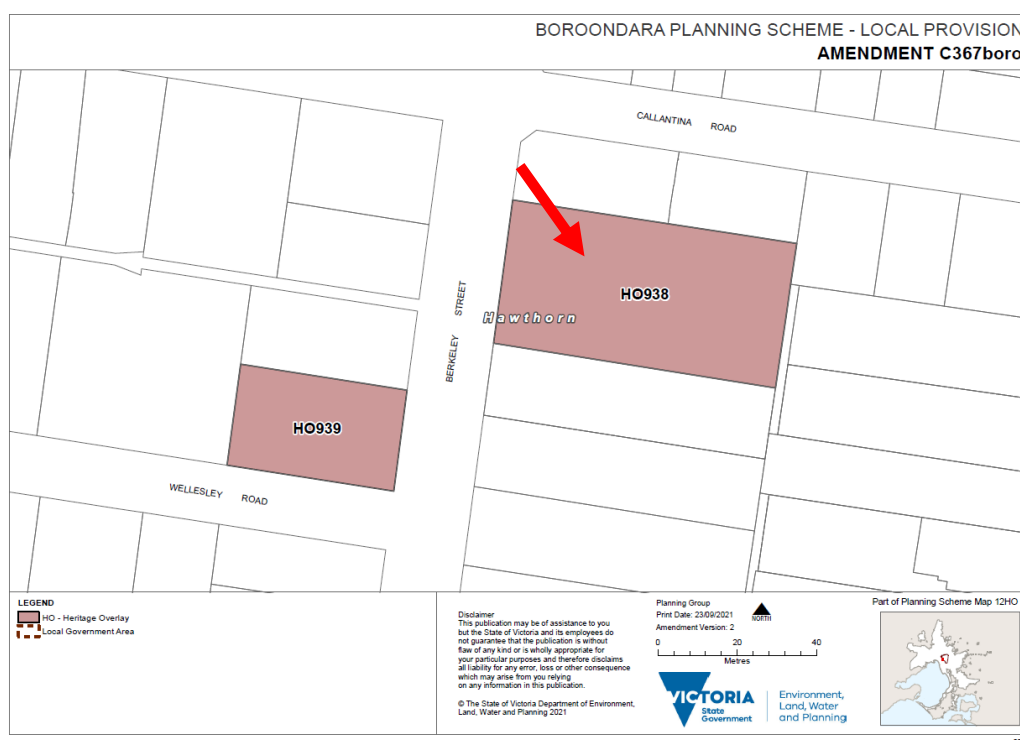 BOROONDARA PLANNING SCHEME - LOCAL PROVISION
AMENDMENT C367boro
CALLANTINA ROAD
HO938
BERKELEY STREET
Hawthorn
HO939
WELLESLEY ROAD
LEGEND
HO - Heritage Overlay
Local Government Area
Disclaimer
This publication may be of assistance to you
but the State of Victoria and its employees do
not guarantee that the publication is without
flaw of any kind or is wholly appropriate for
your particular purposes and therefore disclaims
all liability for any error, loss or other consequence
which may arise from you relying
on any information in this publication.
© The State of Victoria Department of Environment,
Land, Water and Planning 2021
Planning Group
Print Date: 23/09/2021
Amendment Version: 2
NORTH
0 20 40
Metres
VICTORIA
State
Government
Environment,
Land, Water
and Planning
Part of Planning Scheme Map 12HO